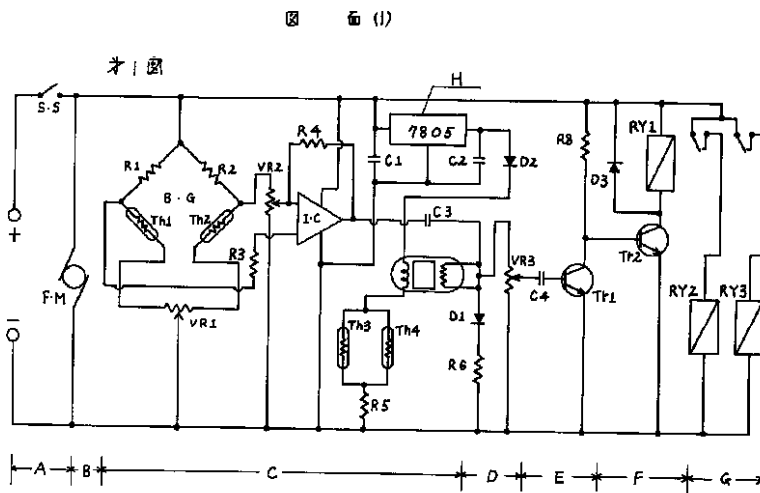 図 面 (1)
才1図
S.S
H
7805
R4
R8
RY1
R1
R2
VR2
C1
C2
D2
D3
B.G
Th1
Th2
I.C
C3
Tr2
+
R3
VR3
F.M
C4
Tr1
RY2
RY3
VR1
D1
Th3
Th4
−
R6
R5
A B C D E F G